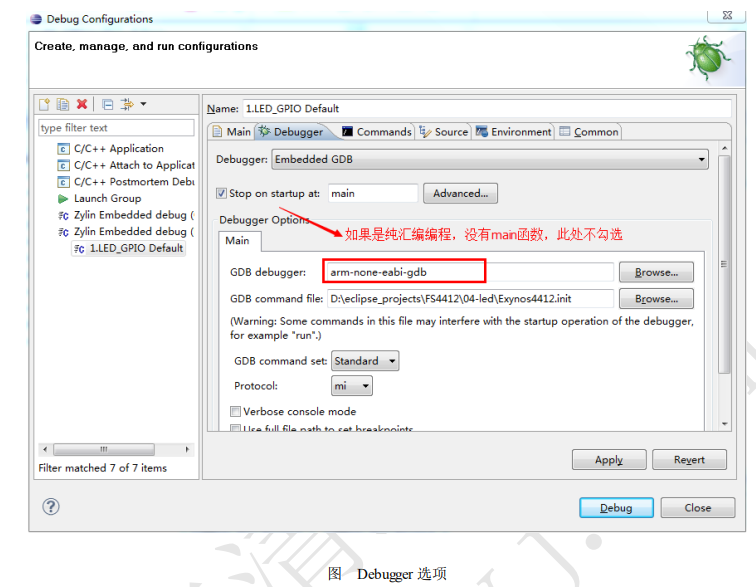 Debug Configurations
Create, manage, and run configurations
type filter text
C/C++ Application
C/C++ Attach to Applicat
C/C++ Postmortem Debu
Launch Group
Zylin Embedded debug (
Zylin Embedded debug (
1.LED_GPIO Default
Filter matched 7 of 7 items
Name: 1.LED_GPIO Default
Main Debugger Commands Source Environment Common
Debugger: Embedded GDB
Stop on startup at: main Advanced...
Debugger Options
如果是纯汇编编程，没有main函数，此处不勾选
Main
GDB debugger: arm-none-eabi-gdb Browse...
GDB command file: D:\eclipse_projects\FS4412\04-led\Exynos4412.init Browse...
(Warning: Some commands in this file may interfere with the startup operation of the debugger,
for example "run".)
GDB command set: Standard
Protocol: mi
Verbose console mode
Use full file path to set breakpoints
Apply Revert
Debug Close
图 Debugger 选项